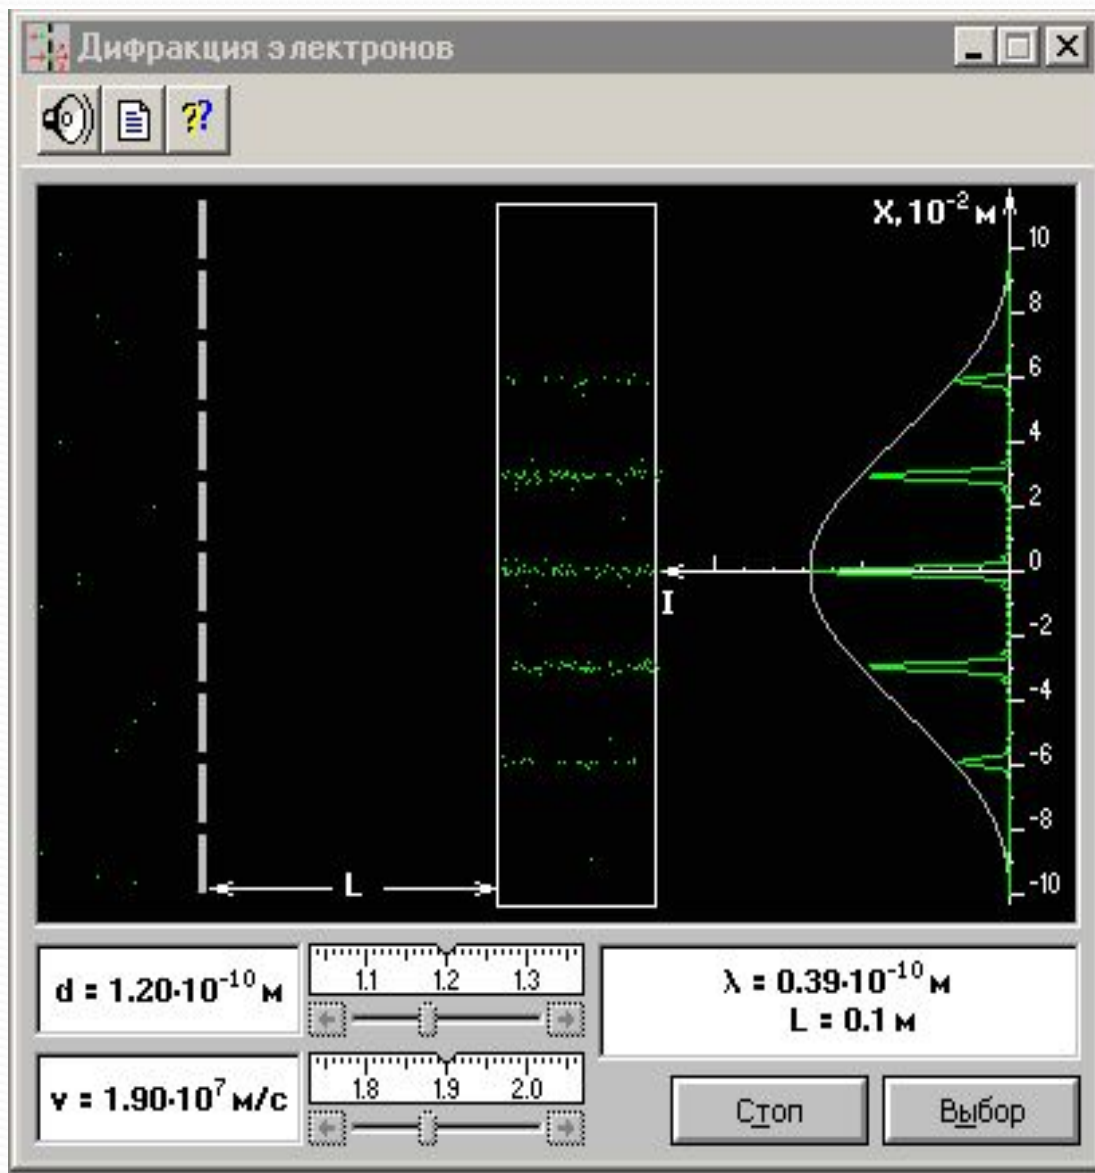 Дифракция электронов
??
X, 10⁻² м
10
8
6
4
2
0
-2
-4
-6
-8
-10
I
L
d = 1.20·10⁻¹⁰ м
1.1 1.2 1.3
λ = 0.39·10⁻¹⁰ м
L = 0.1 м
v = 1.90·10⁷ м/с
1.8 1.9 2.0
Стоп
Выбор